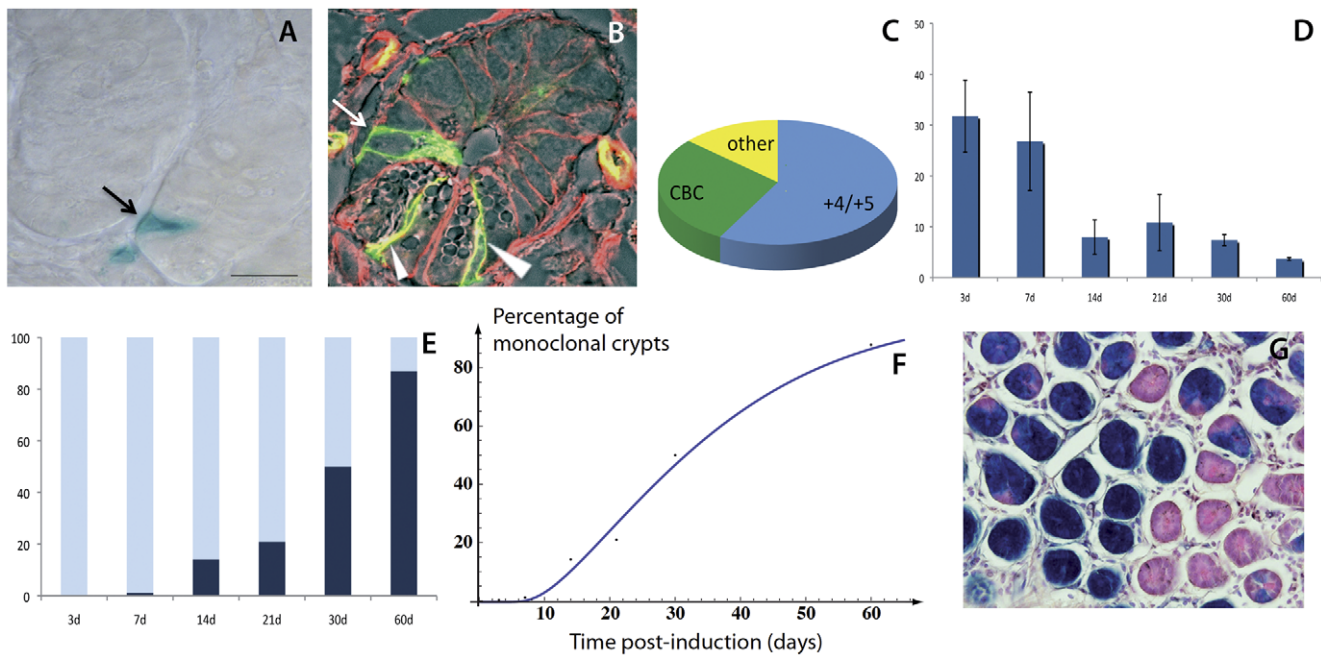 A
B
C
other
CBC
+4/+5
D
50
40
30
20
10
0
3d
7d
14d
21d
30d
60d
E
100
80
60
40
20
0
3d
7d
14d
21d
30d
60d
Percentage of
monoclonal crypts
F
80
60
40
20
10
20
30
40
50
60
Time post-induction (days)
G